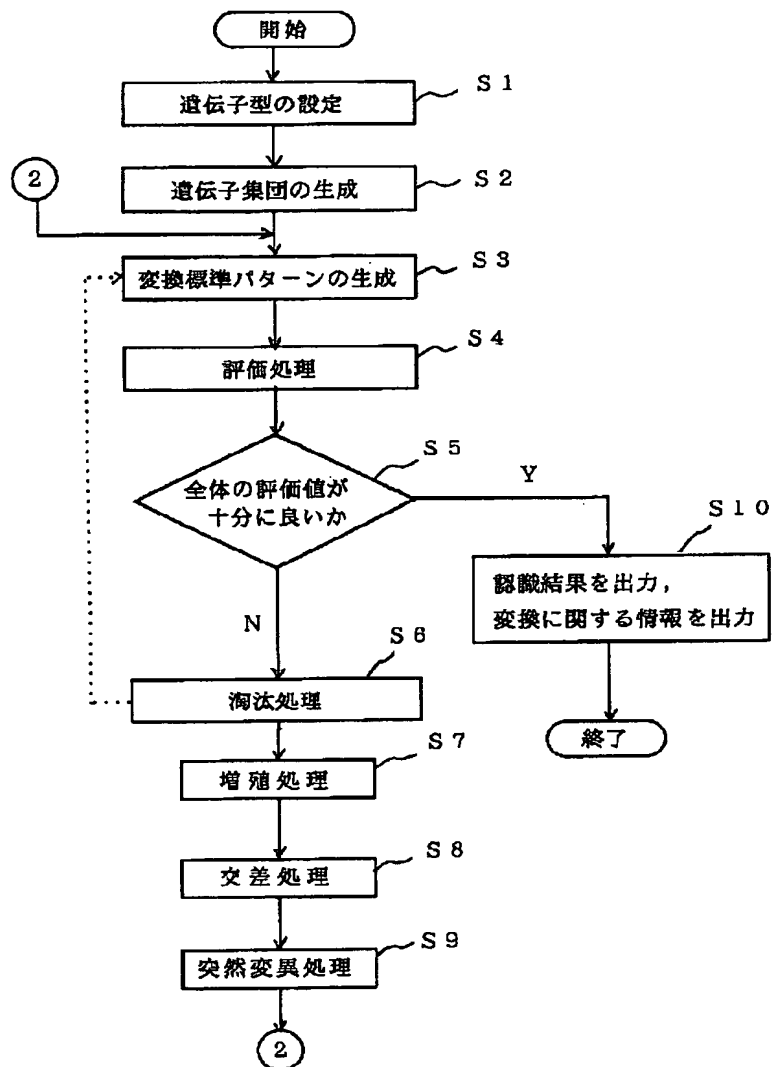 開始
遺伝子型の設定
S1
遺伝子集団の生成
S2
2
変換標準パターンの生成
S3
評価処理
S4
全体の評価値が
十分に良いか
S5
Y
N
S10
認識結果を出力,
変換に関する情報を出力
終了
淘汰処理
S6
増殖処理
S7
交差処理
S8
突然変異処理
S9
2